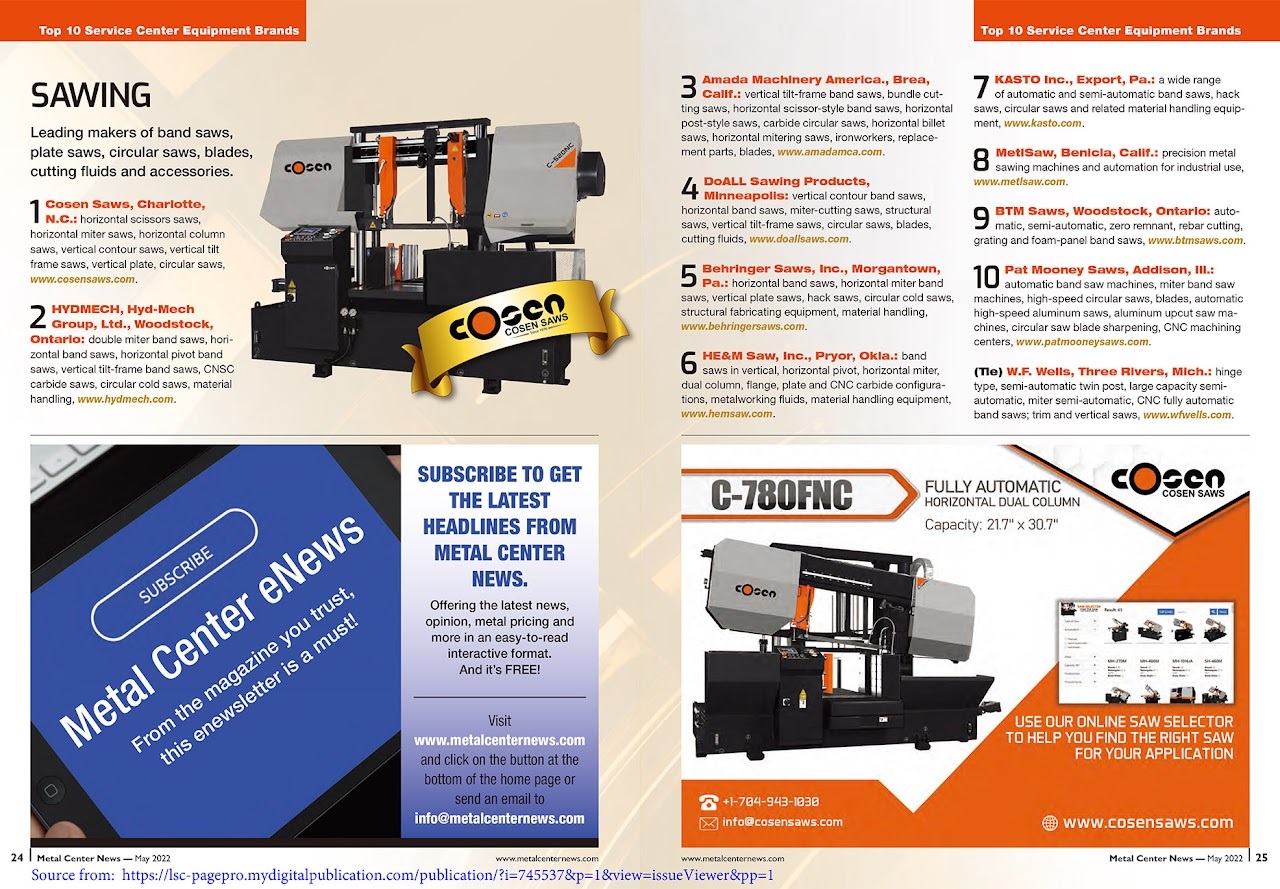 Top 10 Service Center Equipment Brands
SAWING
Leading makers of band saws,
plate saws, circular saws, blades,
cutting fluids and accessories.
1 Cosen Saws, Charlotte,
N.C.: horizontal scissors saws,
horizontal miter saws, horizontal column
saws, vertical contour saws, vertical tilt
frame saws, vertical plate, circular saws,
www.cosensaws.com.
2 HYDMECH, Hyd-Mech
Group, Ltd., Woodstock,
Ontario: double miter band saws, hori-
zontal band saws, horizontal pivot band
saws, vertical tilt-frame band saws, CNSC
carbide saws, circular cold saws, material
handling, www.hydmech.com.
cosen
C-520NC
cosen
COSEN SAWS
SUBSCRIBE
Metal Center eNews
From the magazine you trust,
this enewsletter is a must!
SUBSCRIBE TO GET
THE LATEST
HEADLINES FROM
METAL CENTER
NEWS.
Offering the latest news,
opinion, metal pricing and
more in an easy-to-read
interactive format.
And it's FREE!
Visit
www.metalcenternews.com
and click on the button at the
bottom of the home page or
send an email to
info@metalcenternews.com
24 Metal Center News — May 2022
www.metalcenternews.com
Top 10 Service Center Equipment Brands
3 Amada Machinery America., Brea,
Calif.: vertical tilt-frame band saws, bundle cut-
ting saws, horizontal scissor-style band saws, horizontal
post-style saws, carbide circular saws, horizontal billet
saws, horizontal mitering saws, ironworkers, replace-
ment parts, blades, www.amadamca.com.
4 DoALL Sawing Products,
Minneapolis: vertical contour band saws,
horizontal band saws, miter-cutting saws, structural
saws, vertical tilt-frame saws, circular saws, blades,
cutting fluids, www.doallsaws.com.
5 Behringer Saws, Inc., Morgantown,
Pa.: horizontal band saws, horizontal miter band
saws, vertical plate saws, hack saws, circular cold saws,
structural fabricating equipment, material handling,
www.behringersaws.com.
6 HE&M Saw, Inc., Pryor, Okla.: band
saws in vertical, horizontal pivot, horizontal miter,
dual column, flange, plate and CNC carbide configura-
tions, metalworking fluids, material handling equipment,
www.hemsaw.com.
7 KASTO Inc., Export, Pa.: a wide range
of automatic and semi-automatic band saws, hack
saws, circular saws and related material handling equip-
ment, www.kasto.com.
8 MetlSaw, Benicia, Calif.: precision metal
sawing machines and automation for industrial use,
www.metlsaw.com.
9 BTM Saws, Woodstock, Ontario: auto-
matic, semi-automatic, zero remnant, rebar cutting,
grating and foam-panel band saws, www.btmsaws.com.
10 Pat Mooney Saws, Addison, Ill.:
automatic band saw machines, miter band saw
machines, high-speed circular saws, blades, automatic
high-speed aluminum saws, aluminum upcut saw ma-
chines, circular saw blade sharpening, CNC machining
centers, www.patmooneysaws.com.
(Tie) W.F. Wells, Three Rivers, Mich.: hinge
type, semi-automatic twin post, large capacity semi-
automatic, miter semi-automatic, CNC fully automatic
band saws; trim and vertical saws, www.wfwells.com.
C-780FNC
FULLY AUTOMATIC
HORIZONTAL DUAL COLUMN
Capacity: 21.7" x 30.7"
cosen
COSEN SAWS
cosen
USE OUR ONLINE SAW SELECTOR
TO HELP YOU FIND THE RIGHT SAW
FOR YOUR APPLICATION
+1-704-943-1030
info@cosensaws.com
www.cosensaws.com
www.metalcenternews.com
Metal Center News — May 2022 25
Source from: https://lsc-pagepro.mydigitalpublication.com/publication/?i=745537&p=1&view=issueViewer&pp=1